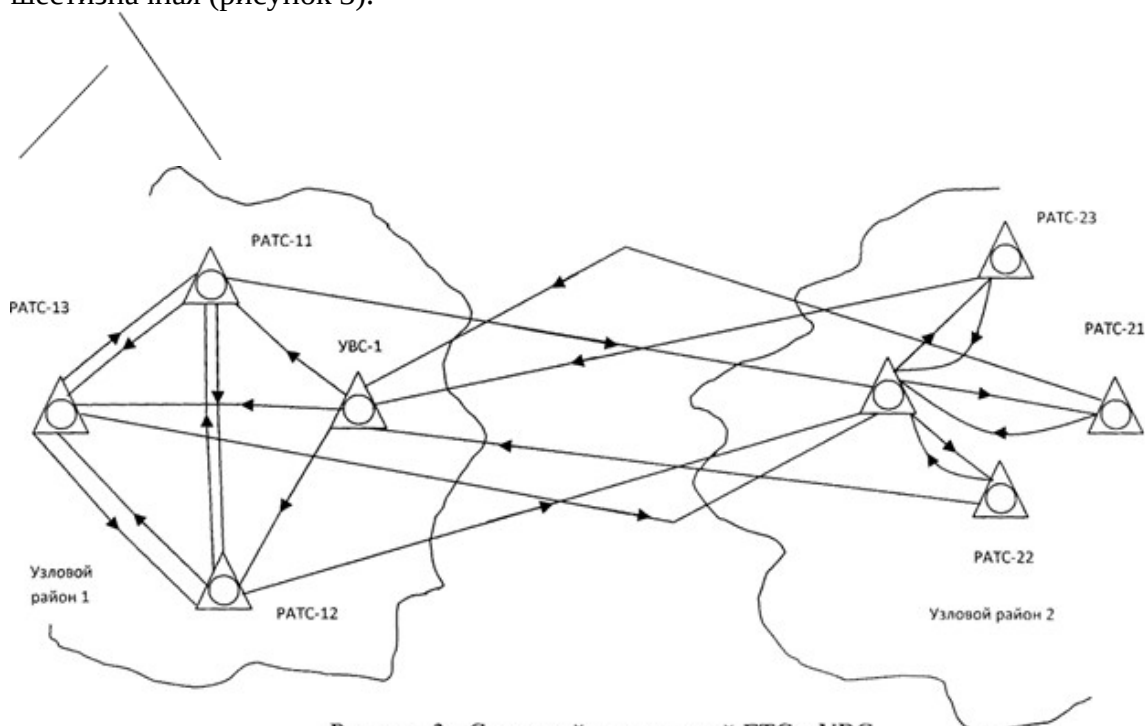 шестизначная (рисунок 3).
РАТС-23
РАТС-11
РАТС-13
РАТС-21
УВС-1
РАТС-22
Узловой
район 1
РАТС-12
Узловой район 2